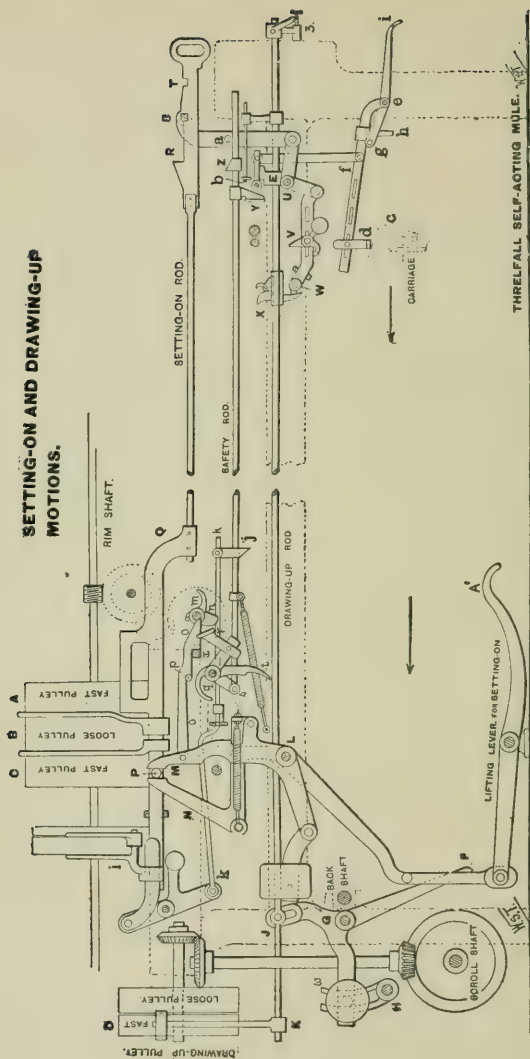 SETTING-ON AND DRAWING-UP
MOTIONS.
RIM SHAFT.
A
FAST PULLEY
B
LOOSE PULLEY
C
FAST PULLEY
SETTING-ON ROD.
Q
R
S
T
P
M
N
L
SAFETY ROD.
a
Z
b
Y
E
U
V
W
X
3.
DRAWING-UP ROD
k
j
m
o
p
t
i
k
J
K
G
H
F
BACK
SHAFT
D
FAST
LOOSE PULLEY
DRAWING-UP PULLEY.
SCROLL SHAFT
LIFTING LEVER. FOR SETTING-ON
A'
CARRIAGE
c
d
e
f
g
h
i
THRELFALL SELF-ACTING MULE.